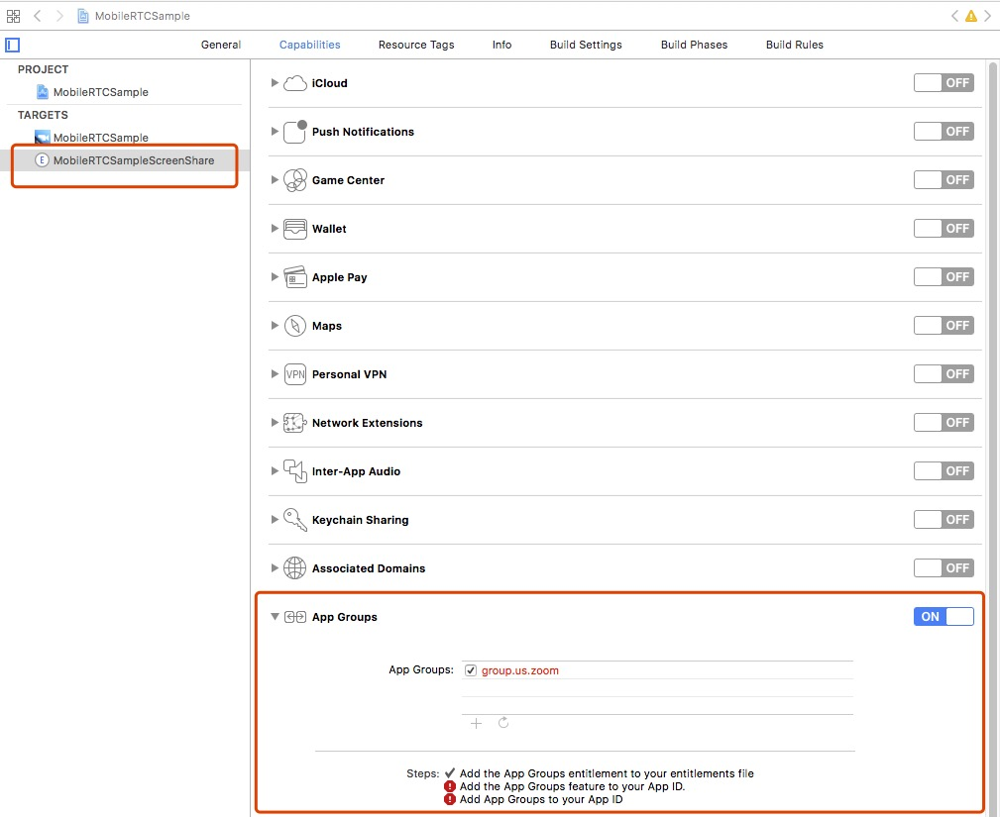 MobileRTCSample
General Capabilities Resource Tags Info Build Settings Build Phases Build Rules
PROJECT
MobileRTCSample
TARGETS
MobileRTCSample
E MobileRTCSampleScreenShare
iCloud OFF
Push Notifications OFF
Game Center OFF
Wallet OFF
Apple Pay OFF
Maps OFF
VPN Personal VPN OFF
Network Extensions OFF
Inter-App Audio OFF
Keychain Sharing OFF
Associated Domains OFF
App Groups ON
App Groups: group.us.zoom
Steps: Add the App Groups entitlement to your entitlements file
Add the App Groups feature to your App ID.
Add App Groups to your App ID